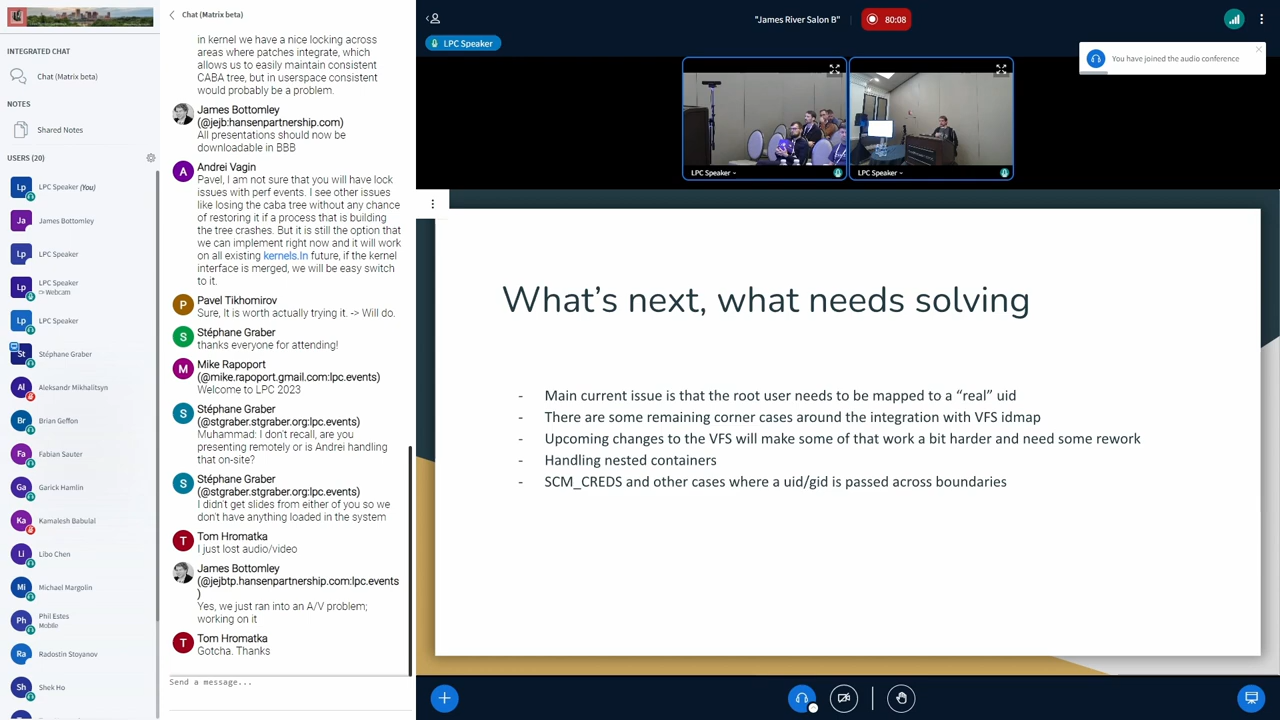 INTEGRATED CHAT
Chat (Matrix beta)
NOTES
Shared Notes
USERS (20)
Lp
LPC Speaker (You)
Ja
James Bottomley
Lp
LPC Speaker
Lp
LPC Speaker
Webcam
Lp
LPC Speaker
St
Stéphane Graber
Al
Aleksandr Mikhalitsyn
Br
Brian Geffon
Fa
Fabian Sauter
Ga
Garick Hamlin
Ka
Kamalesh Babulal
Li
Libo Chen
Mi
Michael Margolin
Ph
Phil Estes
Mobile
Ra
Radostin Stoyanov
Sh
Shek Ho
Chat (Matrix beta)
in kernel we have a nice locking across
areas where patches integrate, which
allows us to easily maintain consistent
CABA tree, but in userspace consistent
would probably be a problem.
James Bottomley
(@jejb:hansenpartnership.com)
All presentations should now be
downloadable in BBB
A
Andrei Vagin
Pavel, I am not sure that you will have lock
issues with perf events. I see other issues
like losing the caba tree without any chance
of restoring it if a process that is building
the tree crashes. But it is still the option that
we can implement right now and it will work
on all existing kernels.In future, if the kernel
interface is merged, we will be easy switch
to it.
P
Pavel Tikhomirov
Sure, It is worth actually trying it. -> Will do.
S
Stéphane Graber
thanks everyone for attending!
M
Mike Rapoport
(@mike.rapoport.gmail.com:lpc.events)
Welcome to LPC 2023
S
Stéphane Graber
(@stgraber.stgraber.org:lpc.events)
Muhammad: I don't recall, are you
presenting remotely or is Andrei handling
that on-site?
S
Stéphane Graber
(@stgraber.stgraber.org:lpc.events)
I didn't get slides from either of you so we
don't have anything loaded in the system
T
Tom Hromatka
I just lost audio/video
James Bottomley
(@jejbtp.hansenpartnership.com:lpc.events
)
Yes, we just ran into an A/V problem;
working on it
T
Tom Hromatka
Gotcha. Thanks
Send a message...
"James River Salon B"
80:08
LPC Speaker
You have joined the audio conference
LPC Speaker
LPC Speaker
What's next, what needs solving
- Main current issue is that the root user needs to be mapped to a “real” uid
- There are some remaining corner cases around the integration with VFS idmap
- Upcoming changes to the VFS will make some of that work a bit harder and need some rework
- Handling nested containers
- SCM_CREDS and other cases where a uid/gid is passed across boundaries